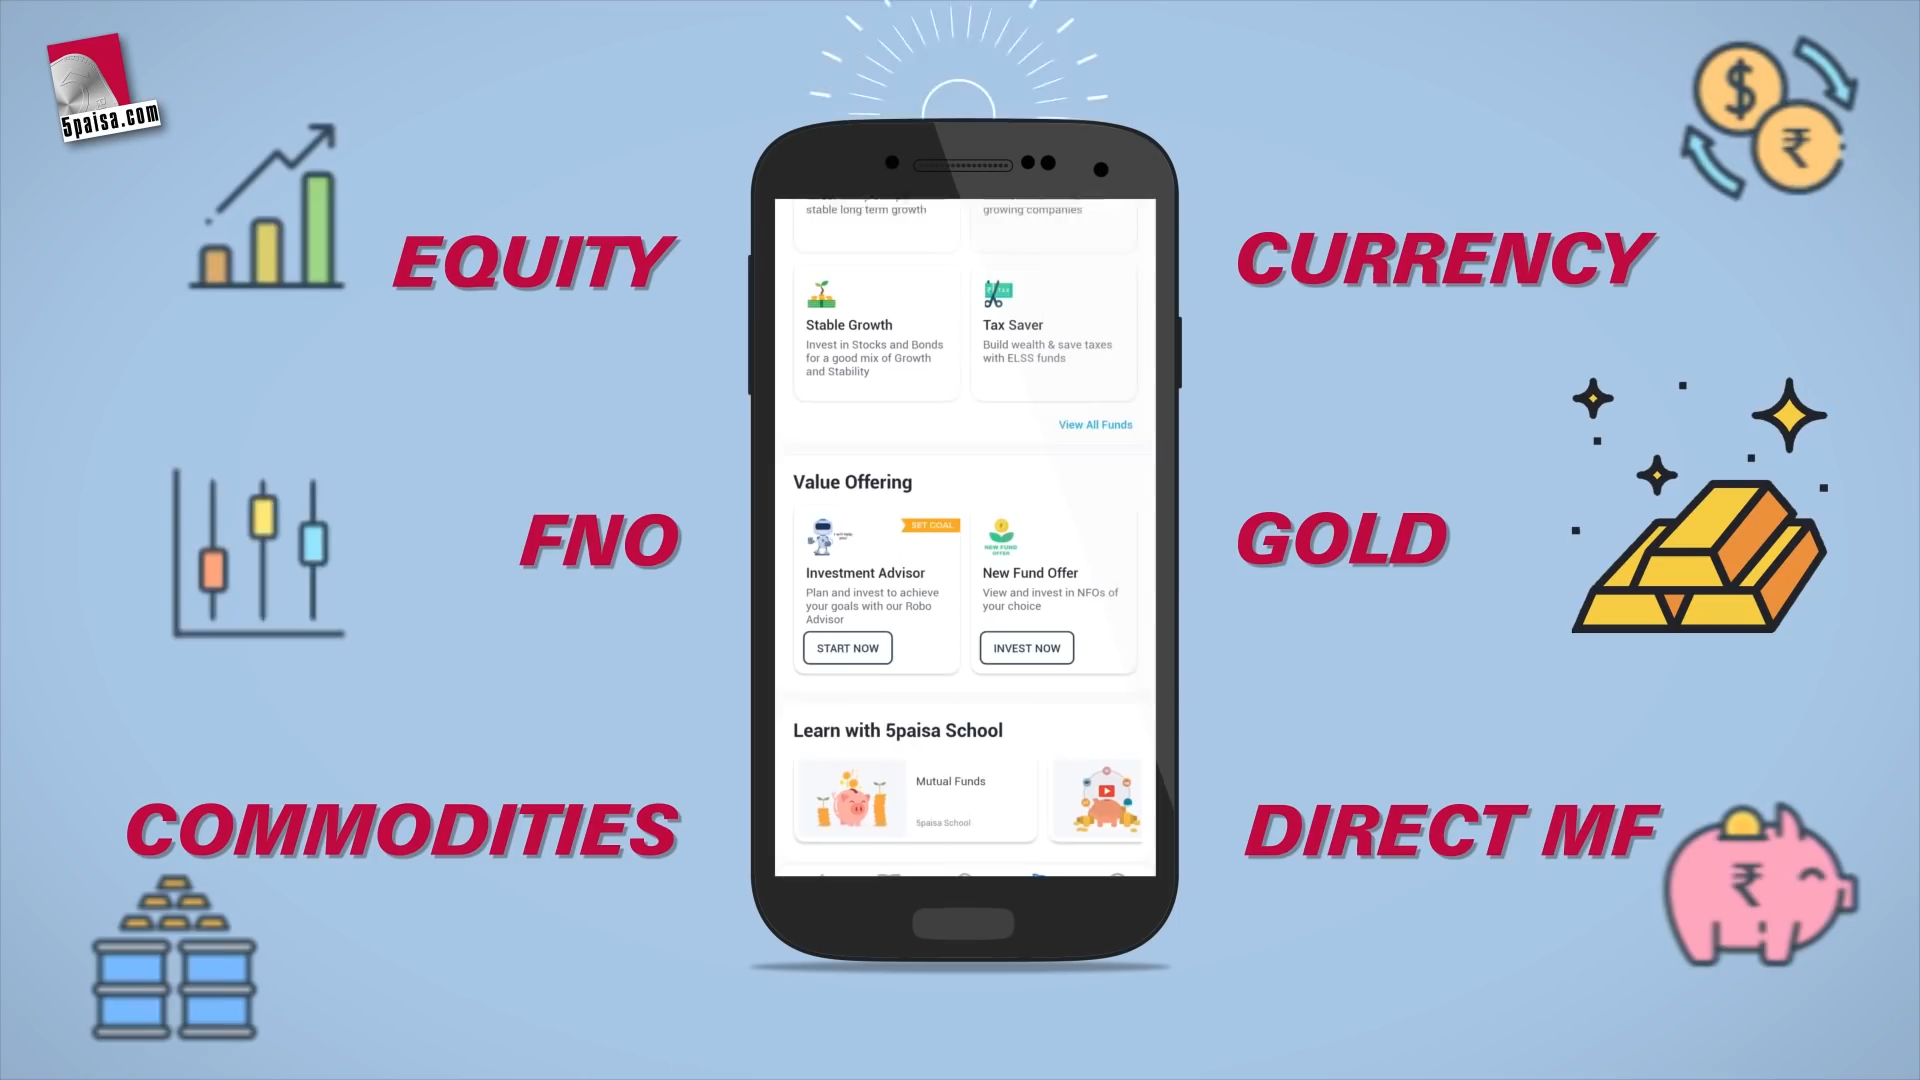 5paisa.com
EQUITY
FNO
COMMODITIES
stable long term growth
growing companies
Stable Growth
Invest in Stocks and Bonds
for a good mix of Growth
and Stability
Tax Saver
Build wealth & save taxes
with ELSS funds
View All Funds
Value Offering
SET GOAL
Investment Advisor
Plan and invest to achieve
your goals with our Robo
Advisor
START NOW
NEW FUND
OFFER
New Fund Offer
View and invest in NFOs of
your choice
INVEST NOW
Learn with 5paisa School
Mutual Funds
5paisa School
CURRENCY
GOLD
DIRECT MF